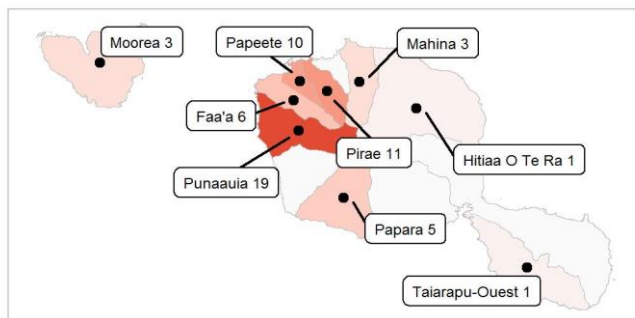 Moorea 3
Papeete 10
Mahina 3
Faa'a 6
Pirae 11
Hitiaa O Te Ra 1
Punaauia 19
Papara 5
Taiarapu-Ouest 1